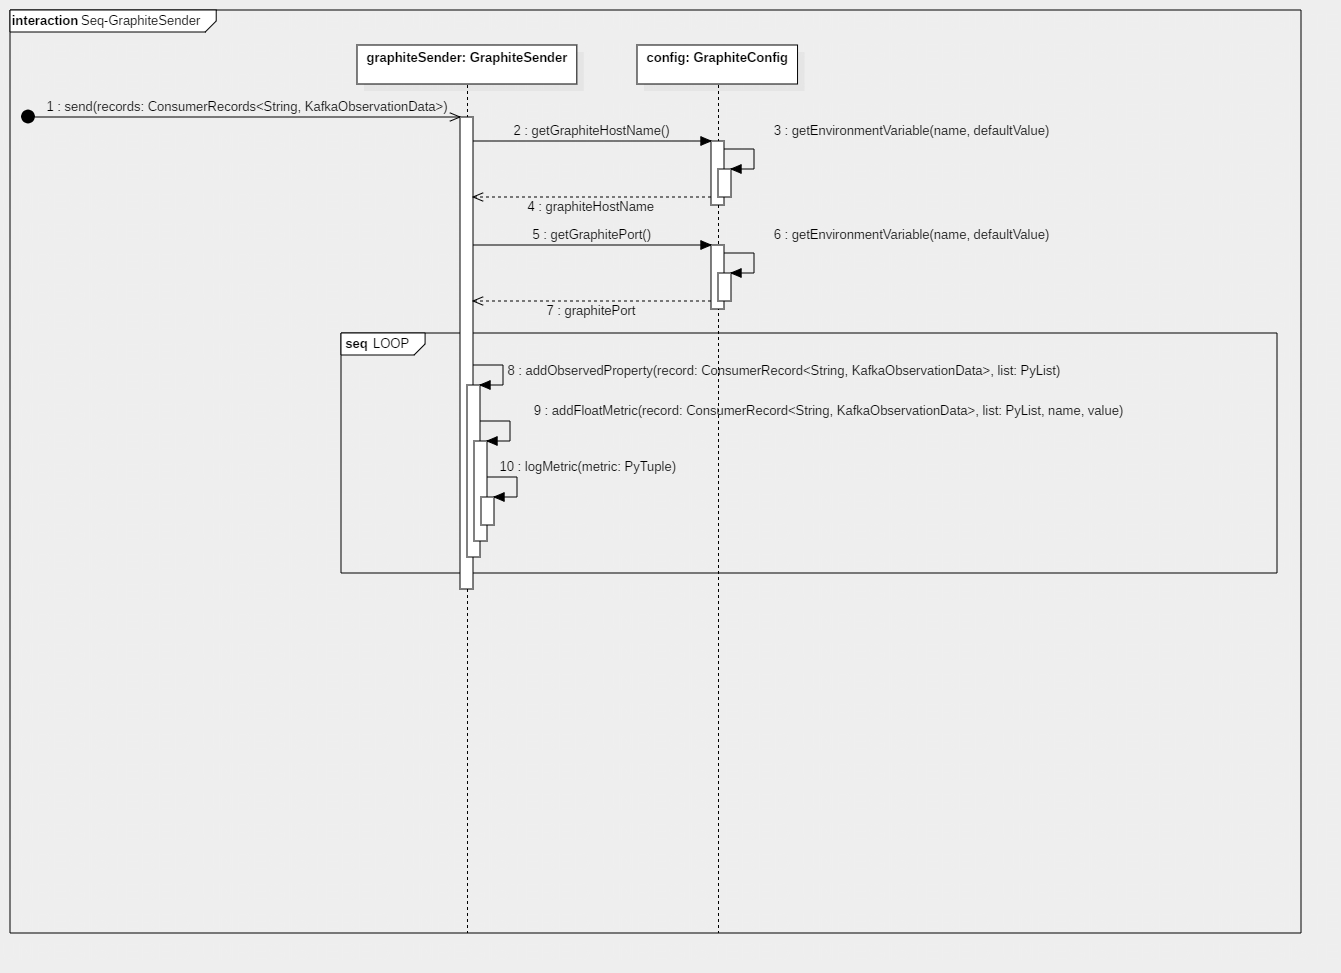 interaction Seq-GraphiteSender
graphiteSender: GraphiteSender
config: GraphiteConfig
1 : send(records: ConsumerRecords<String, KafkaObservationData>)
2 : getGraphiteHostName()
3 : getEnvironmentVariable(name, defaultValue)
4 : graphiteHostName
5 : getGraphitePort()
6 : getEnvironmentVariable(name, defaultValue)
7 : graphitePort
seq LOOP
8 : addObservedProperty(record: ConsumerRecord<String, KafkaObservationData>, list: PyList)
9 : addFloatMetric(record: ConsumerRecord<String, KafkaObservationData>, list: PyList, name, value)
10 : logMetric(metric: PyTuple)